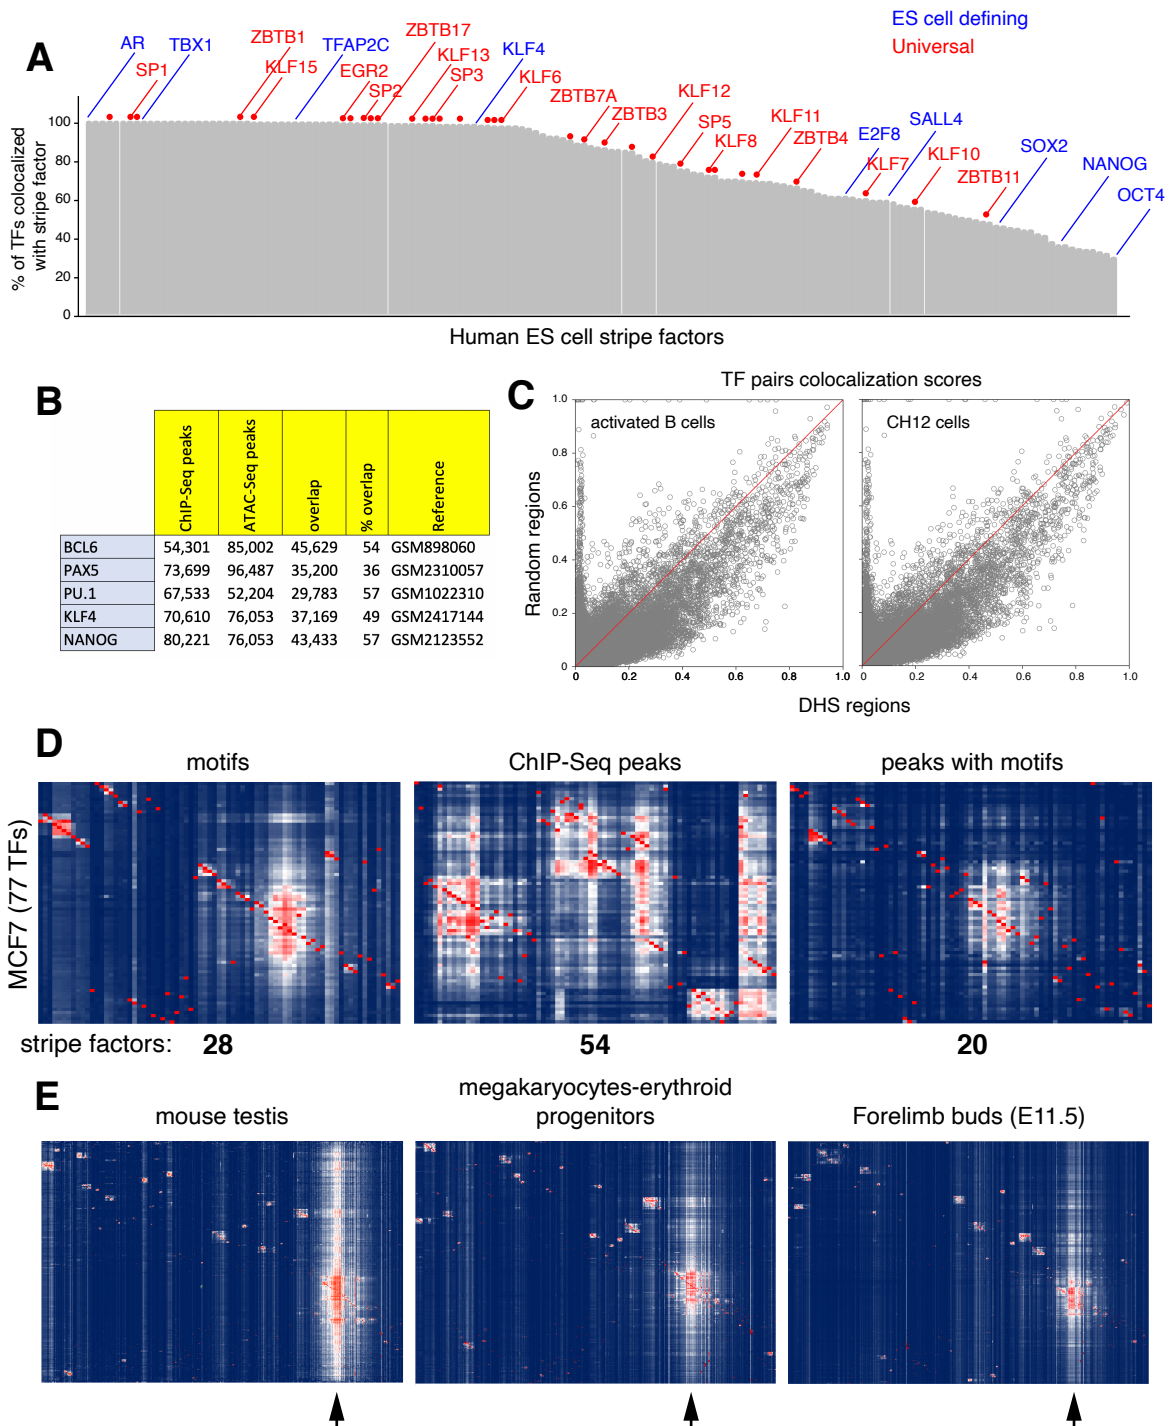 A
ES cell defining
Universal
AR
SP1
TBX1
ZBTB1
KLF15
TFAP2C
EGR2
SP2
ZBTB17
KLF13
SP3
KLF4
KLF6
ZBTB7A
ZBTB3
KLF12
SP5
KLF8
KLF11
ZBTB4
E2F8
KLF7
SALL4
KLF10
ZBTB11
SOX2
NANOG
OCT4
% of TFs colocalized
with stripe factor
100
80
60
40
20
0
Human ES cell stripe factors
B
ChIP-Seq peaks ATAC-Seq peaks overlap % overlap Reference
BCL6 54,301 85,002 45,629 54 GSM898060
PAX5 73,699 96,487 35,200 36 GSM2310057
PU.1 67,533 52,204 29,783 57 GSM1022310
KLF4 70,610 76,053 37,169 49 GSM2417144
NANOG 80,221 76,053 43,433 57 GSM2123552
C
TF pairs colocalization scores
activated B cells
CH12 cells
Random regions
1.0
0.8
0.6
0.4
0.2
0
0 0.2 0.4 0.6 0.8 1.0
0 0.2 0.4 0.6 0.8 1.0
DHS regions
D
motifs
ChIP-Seq peaks
peaks with motifs
MCF7 (77 TFs)
stripe factors: 28 54 20
E
mouse testis
megakaryocytes-erythroid
progenitors
Forelimb buds (E11.5)